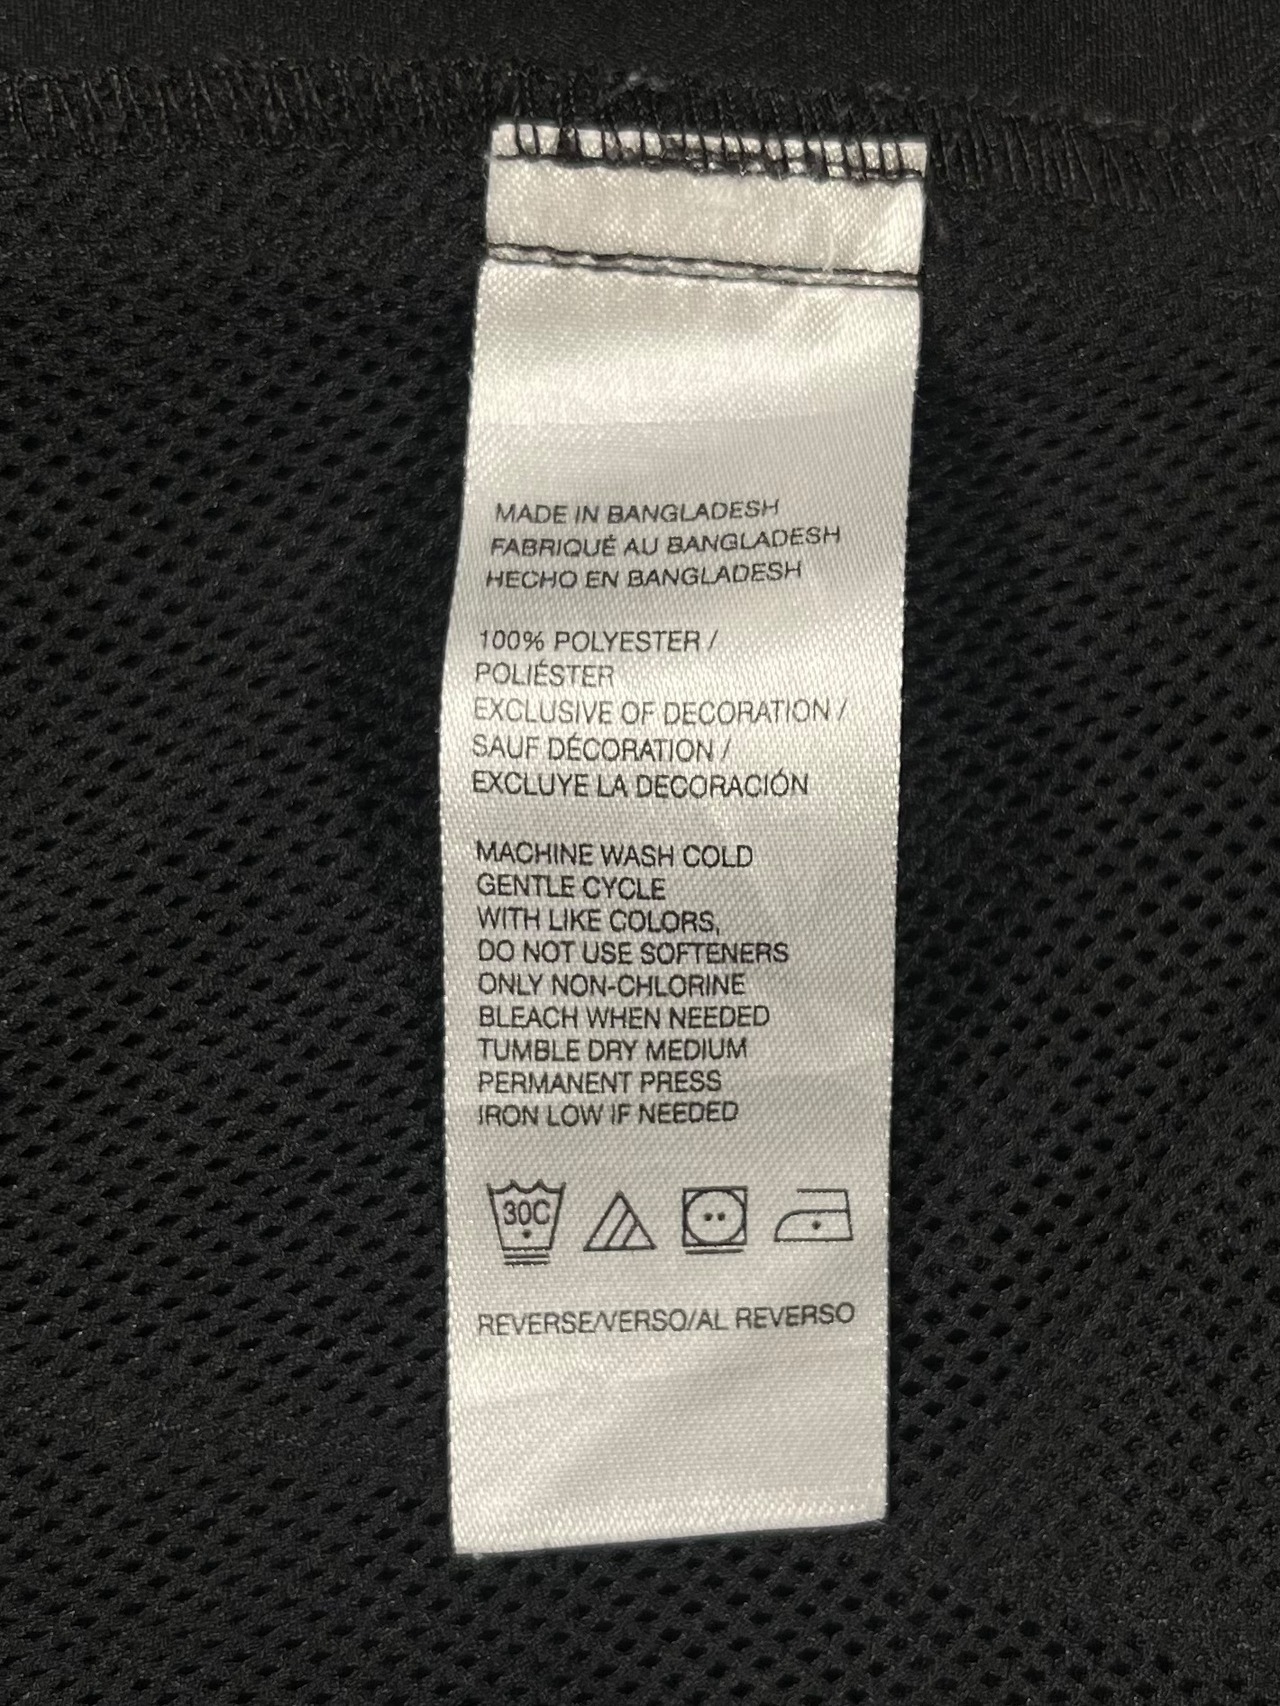 MADE IN BANGLADESH
FABRIQUÉ AU BANGLADESH
HECHO EN BANGLADESH
100% POLYESTER /
POLIÉSTER
EXCLUSIVE OF DECORATION /
SAUF DÉCORATION /
EXCLUYE LA DECORACIÓN
MACHINE WASH COLD
GENTLE CYCLE
WITH LIKE COLORS,
DO NOT USE SOFTENERS
ONLY NON-CHLORINE
BLEACH WHEN NEEDED
TUMBLE DRY MEDIUM
PERMANENT PRESS
IRON LOW IF NEEDED
30C
REVERSE/VERSO/AL REVERSO